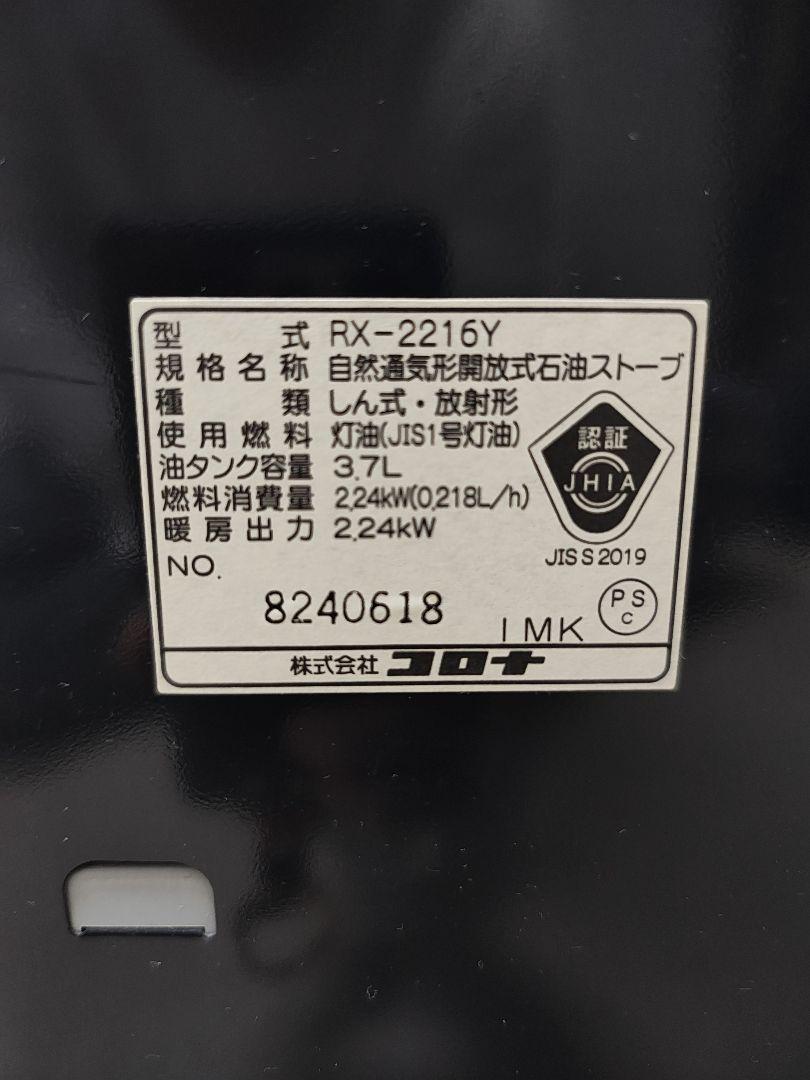 型式 RX-2216Y
規格名称 自然通気形開放式石油ストーブ
種類 しん式・放射形
使用燃料 灯油(JIS1号灯油)
油タンク容量 3.7L
燃料消費量 2.24kW(0.218L/h)
暖房出力 2.24kW
認証
JHIA
JIS S 2019
NO.
8240618
1MK
PS
C
株式会社コロナ